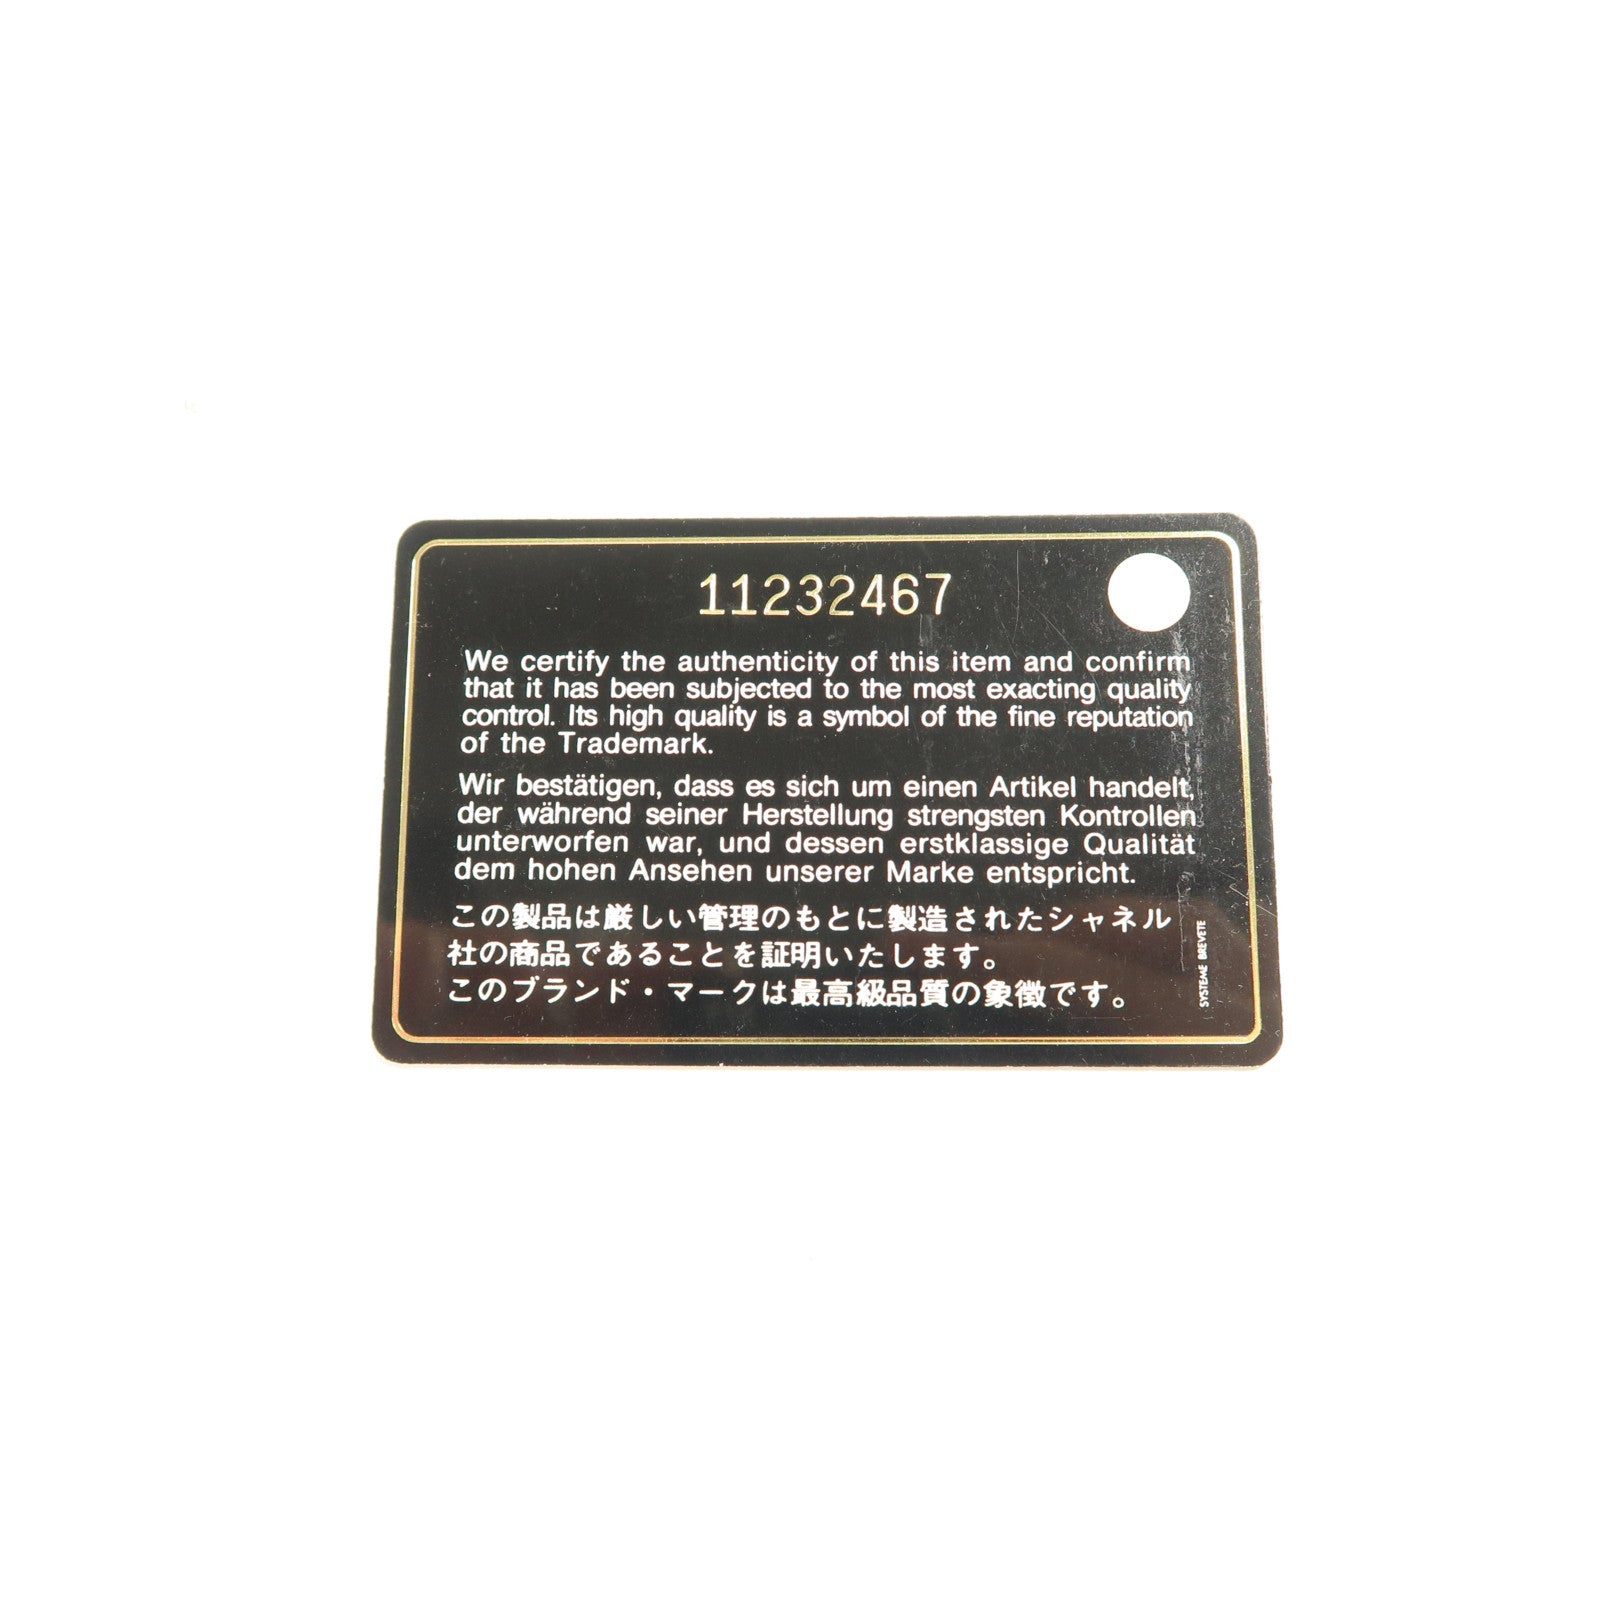 11232467
We certify the authenticity of this item and confirm
that it has been subjected to the most exacting quality
control. Its high quality is a symbol of the fine reputation
of the Trademark.
Wir bestätigen, dass es sich um einen Artikel handelt,
der während seiner Herstellung strengsten Kontrollen
unterworfen war, und dessen erstklassige Qualität
dem hohen Ansehen unserer Marke entspricht.
この製品は厳しい管理のもとに製造されたシャネル
社の商品であることを証明いたします。
このブランド・マークは最高級品質の象徴です。
SYSTEME BREVETE